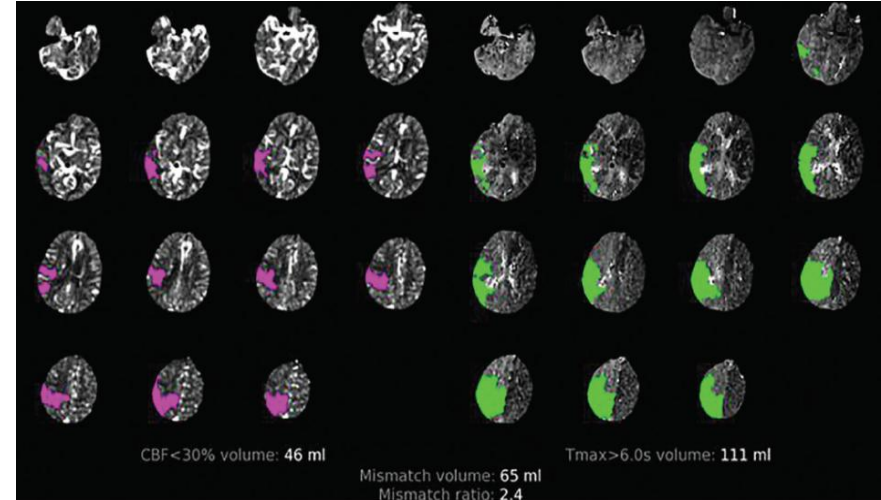 CBF<30% volume: 46 ml
Tmax>6.0s volume: 111 ml
Mismatch volume: 65 ml
Mismatch ratio: 2.4